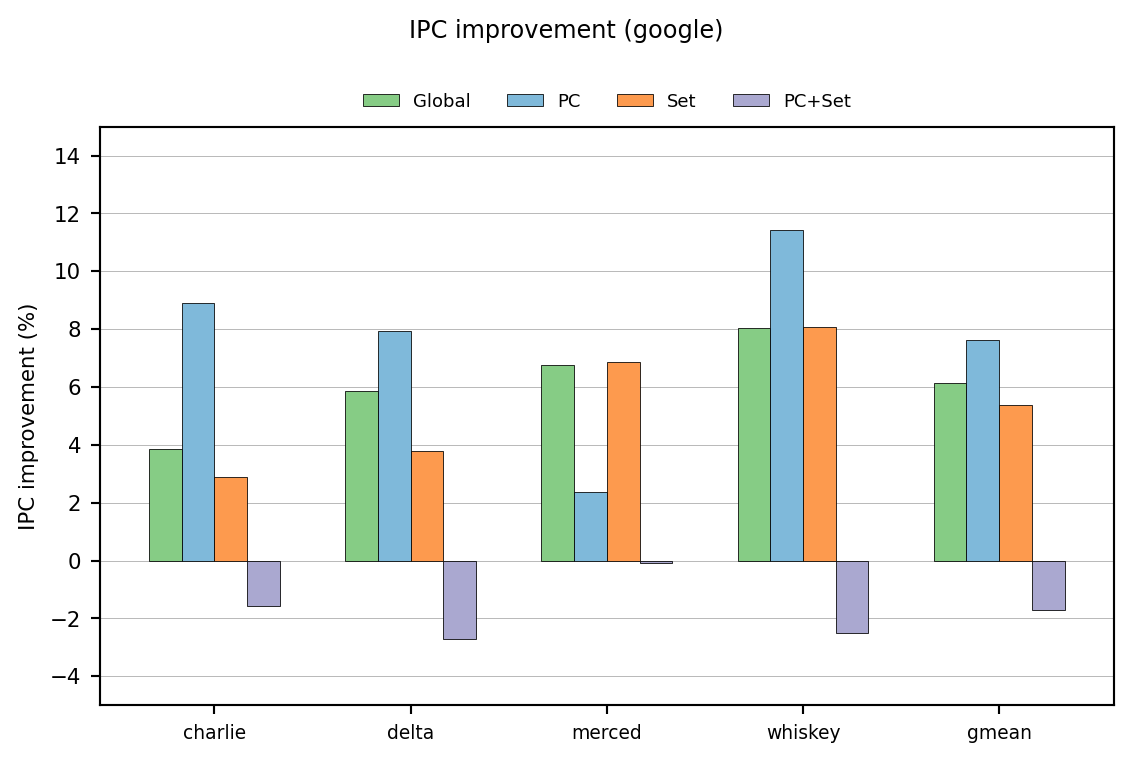 IPC improvement (google)
Global PC Set PC+Set
14
12
10
8
6
4
2
0
−2
−4
IPC improvement (%)
charlie delta merced whiskey gmean